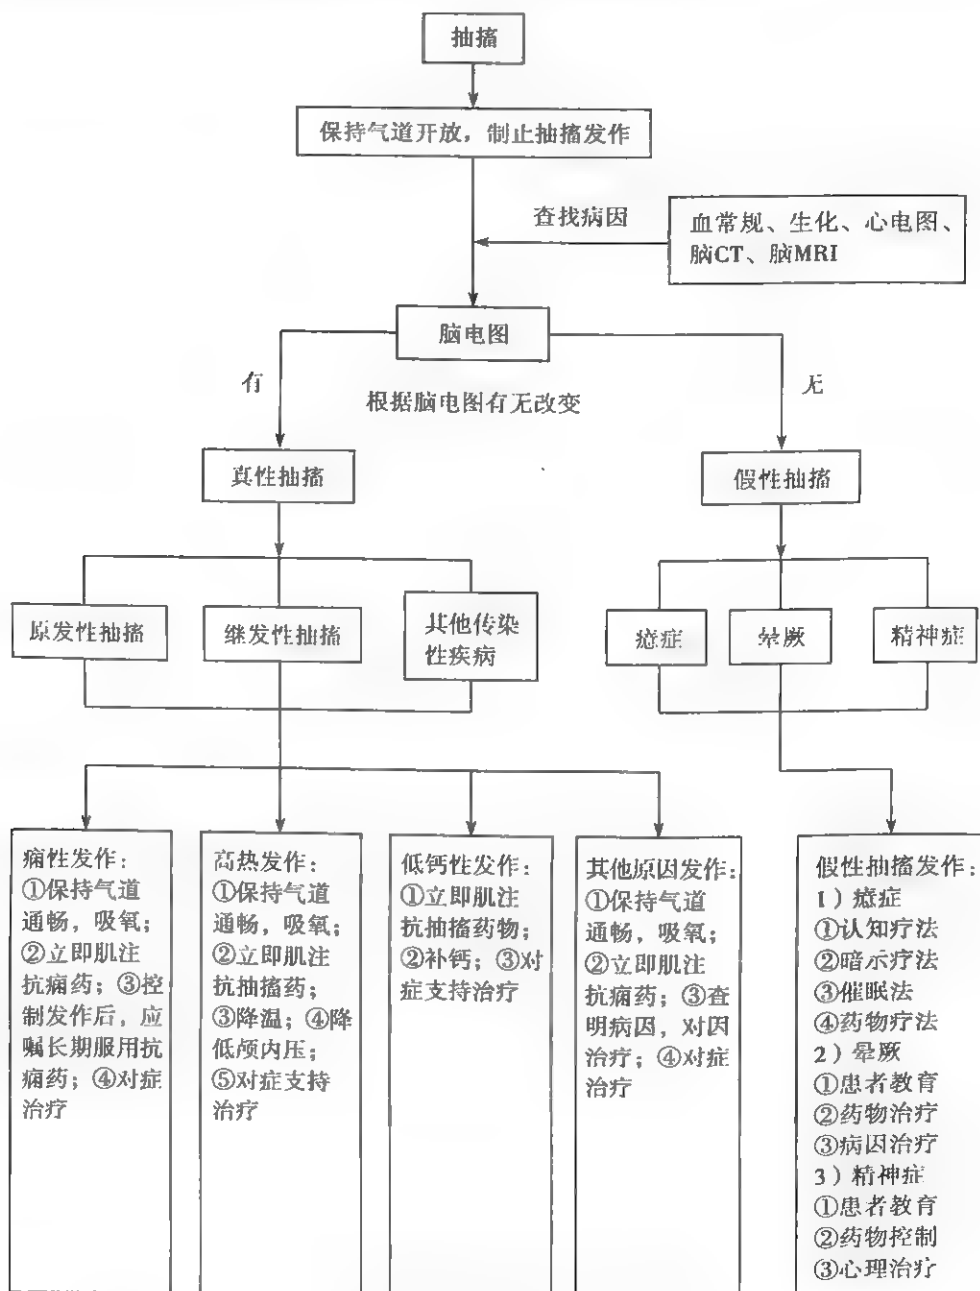 抽搐
保持气道开放，制止抽搐发作
查找病因
血常规、生化、心电图、
脑CT、脑MRI
脑电图
有
无
根据脑电图有无改变
真性抽搐
假性抽搐
原发性抽搐
继发性抽搐
其他传染
性疾病
癔症
晕厥
精神症
痫性发作：
①保持气道
通畅，吸氧；
②立即肌注
抗痫药；③控
制发作后，应
嘱长期服用抗
痫药；④对症
治疗
高热发作：
①保持气道
通畅，吸氧；
②立即肌注
抗抽搐药；
③降温；④降
低颅内压；
⑤对症支持
治疗
低钙性发作：
①立即肌注
抗抽搐药物；
②补钙；③对
症支持治疗
其他原因发作：
①保持气道
通畅，吸氧；
②立即肌注
抗痫药；③查
明病因，对因
治疗；④对症
治疗
假性抽搐发作：
1）癔症
①认知疗法
②暗示疗法
③催眠法
④药物疗法
2）晕厥
①患者教育
②药物治疗
③病因治疗
3）精神症
①患者教育
②药物控制
③心理治疗